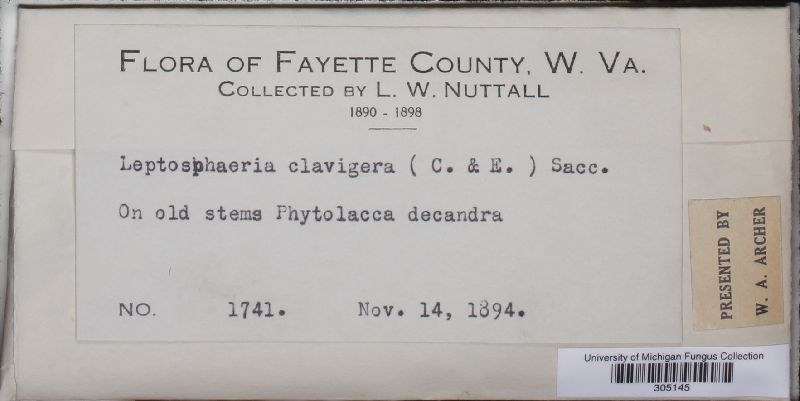 FLORA OF FAYETTE COUNTY, W. VA.
COLLECTED BY L. W. NUTTALL
1890 - 1898
Leptosphaeria clavigera ( C. & E. ) Sacc.
On old stems Phytolacca decandra
NO. 1741. Nov. 14, 1894.
PRESENTED BY
W. A. ARCHER
University of Michigan Fungus Collection
305145